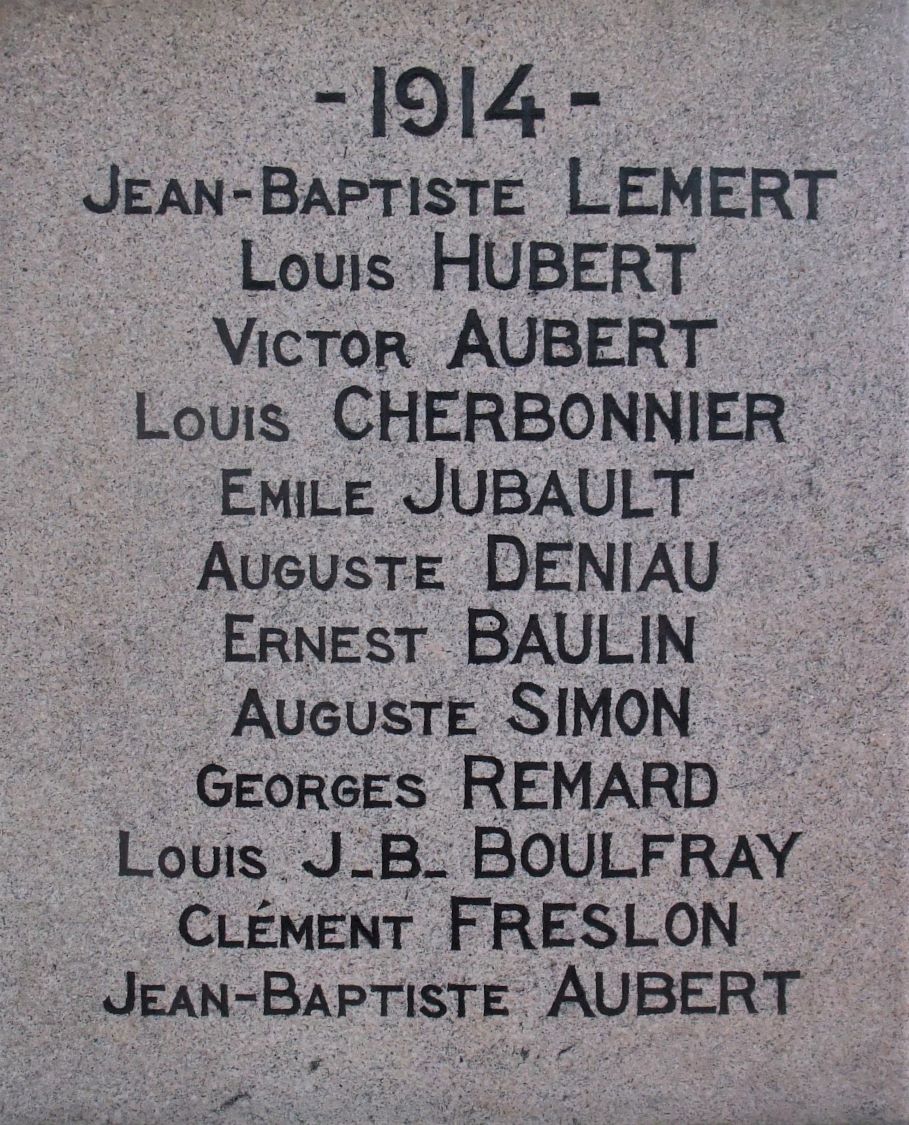 - 1914 -
JEAN-BAPTISTE LEMERT
LOUIS HUBERT
VICTOR AUBERT
LOUIS CHERBONNIER
EMILE JUBAULT
AUGUSTE DENIAU
ERNEST BAULIN
AUGUSTE SIMON
GEORGES REMARD
LOUIS J_B_ BOULFRAY
CLÉMENT FRESLON
JEAN-BAPTISTE AUBERT